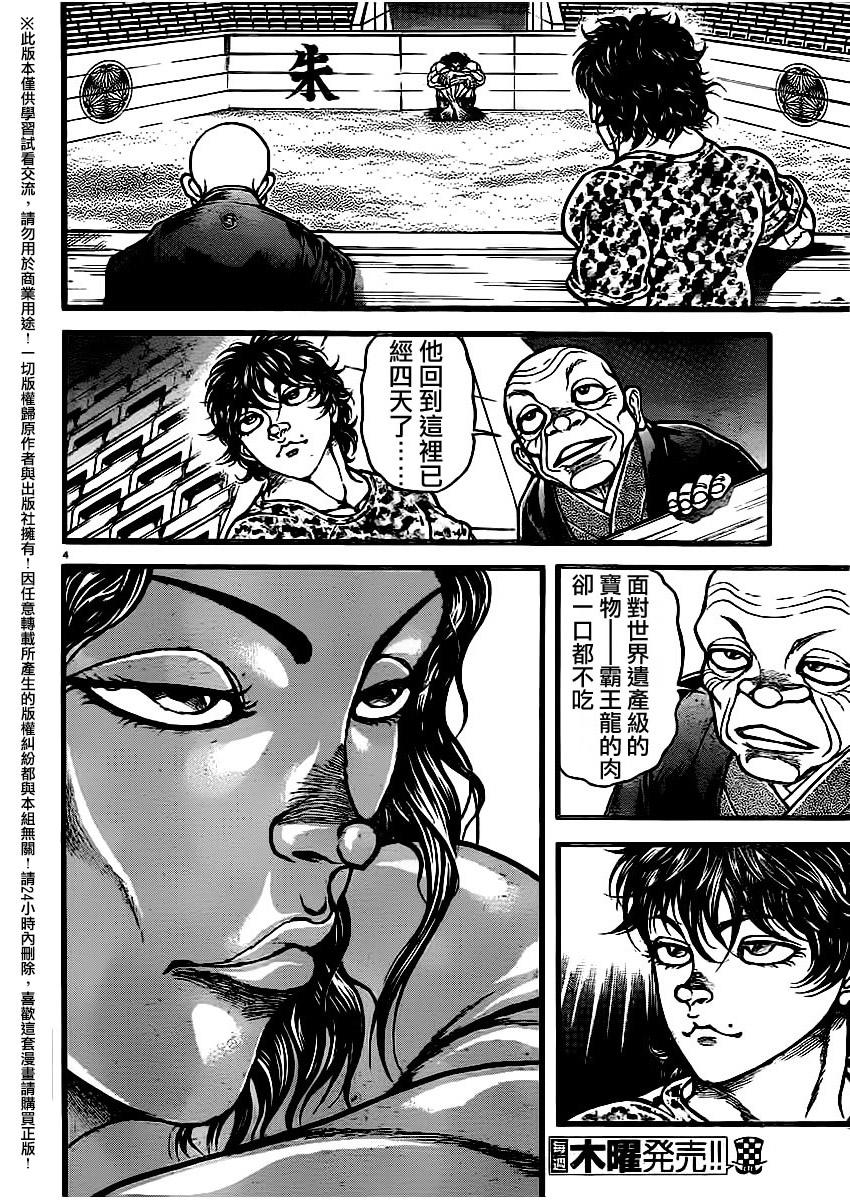 朱
他回到這裡已
經四天了……
4
面對世界遺產級的
寶物——霸王龍的肉
卻一口都不吃
毎週木曜発売!!
※此版本僅供學習試看交流，請勿用於商業用途！一切版權歸原作者與出版社擁有！因任意轉載所產生的版權糾紛都與本組無關！請24小時內刪除，喜歡這套漫畫請購買正版！